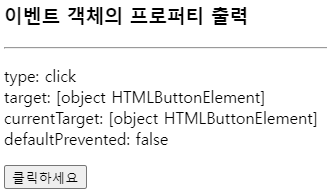 이벤트 객체의 프로퍼티 출력
type: click
target: [object HTMLButtonElement]
currentTarget: [object HTMLButtonElement]
defaultPrevented: false
클릭하세요